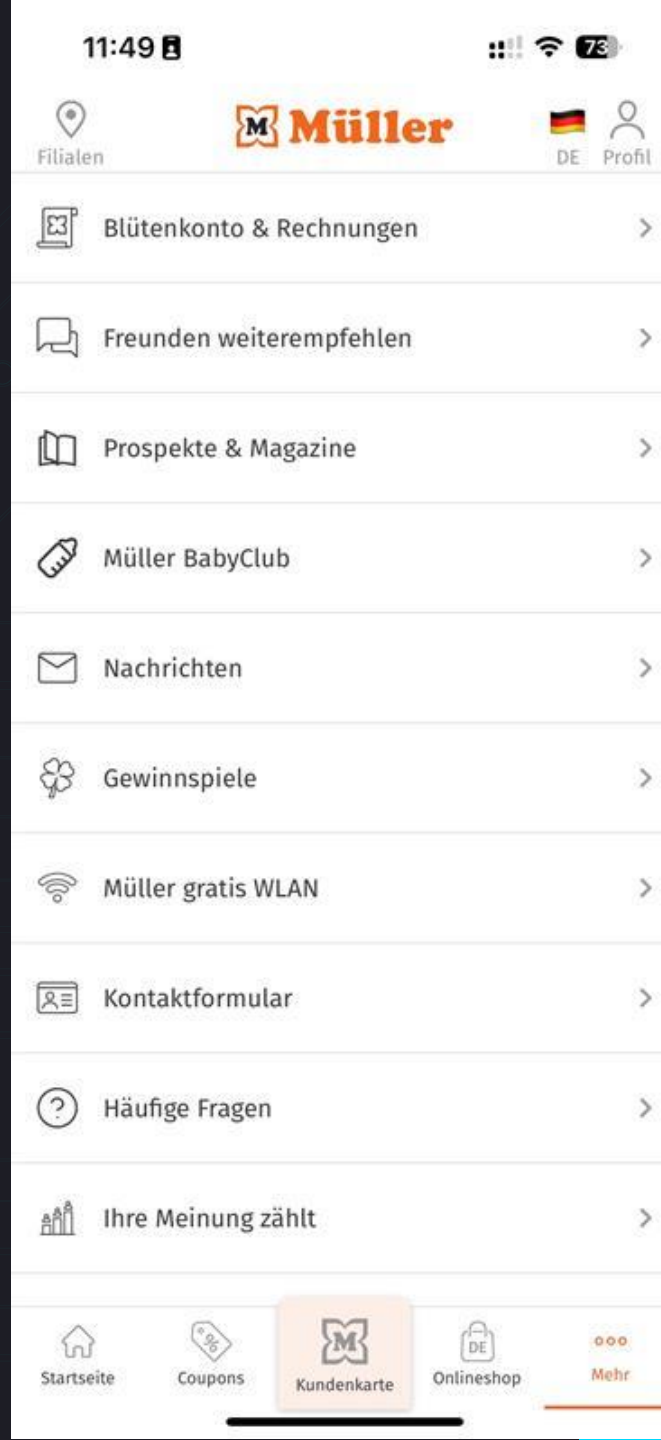 11:49
73
Müller
Filialen
DE
Profil
Blütenkonto & Rechnungen
Freunden weiterempfehlen
Prospekte & Magazine
Müller BabyClub
Nachrichten
Gewinnspiele
Müller gratis WLAN
Kontaktformular
Häufige Fragen
Ihre Meinung zählt
M
DE
Startseite
Coupons
Kundenkarte
Onlineshop
Mehr